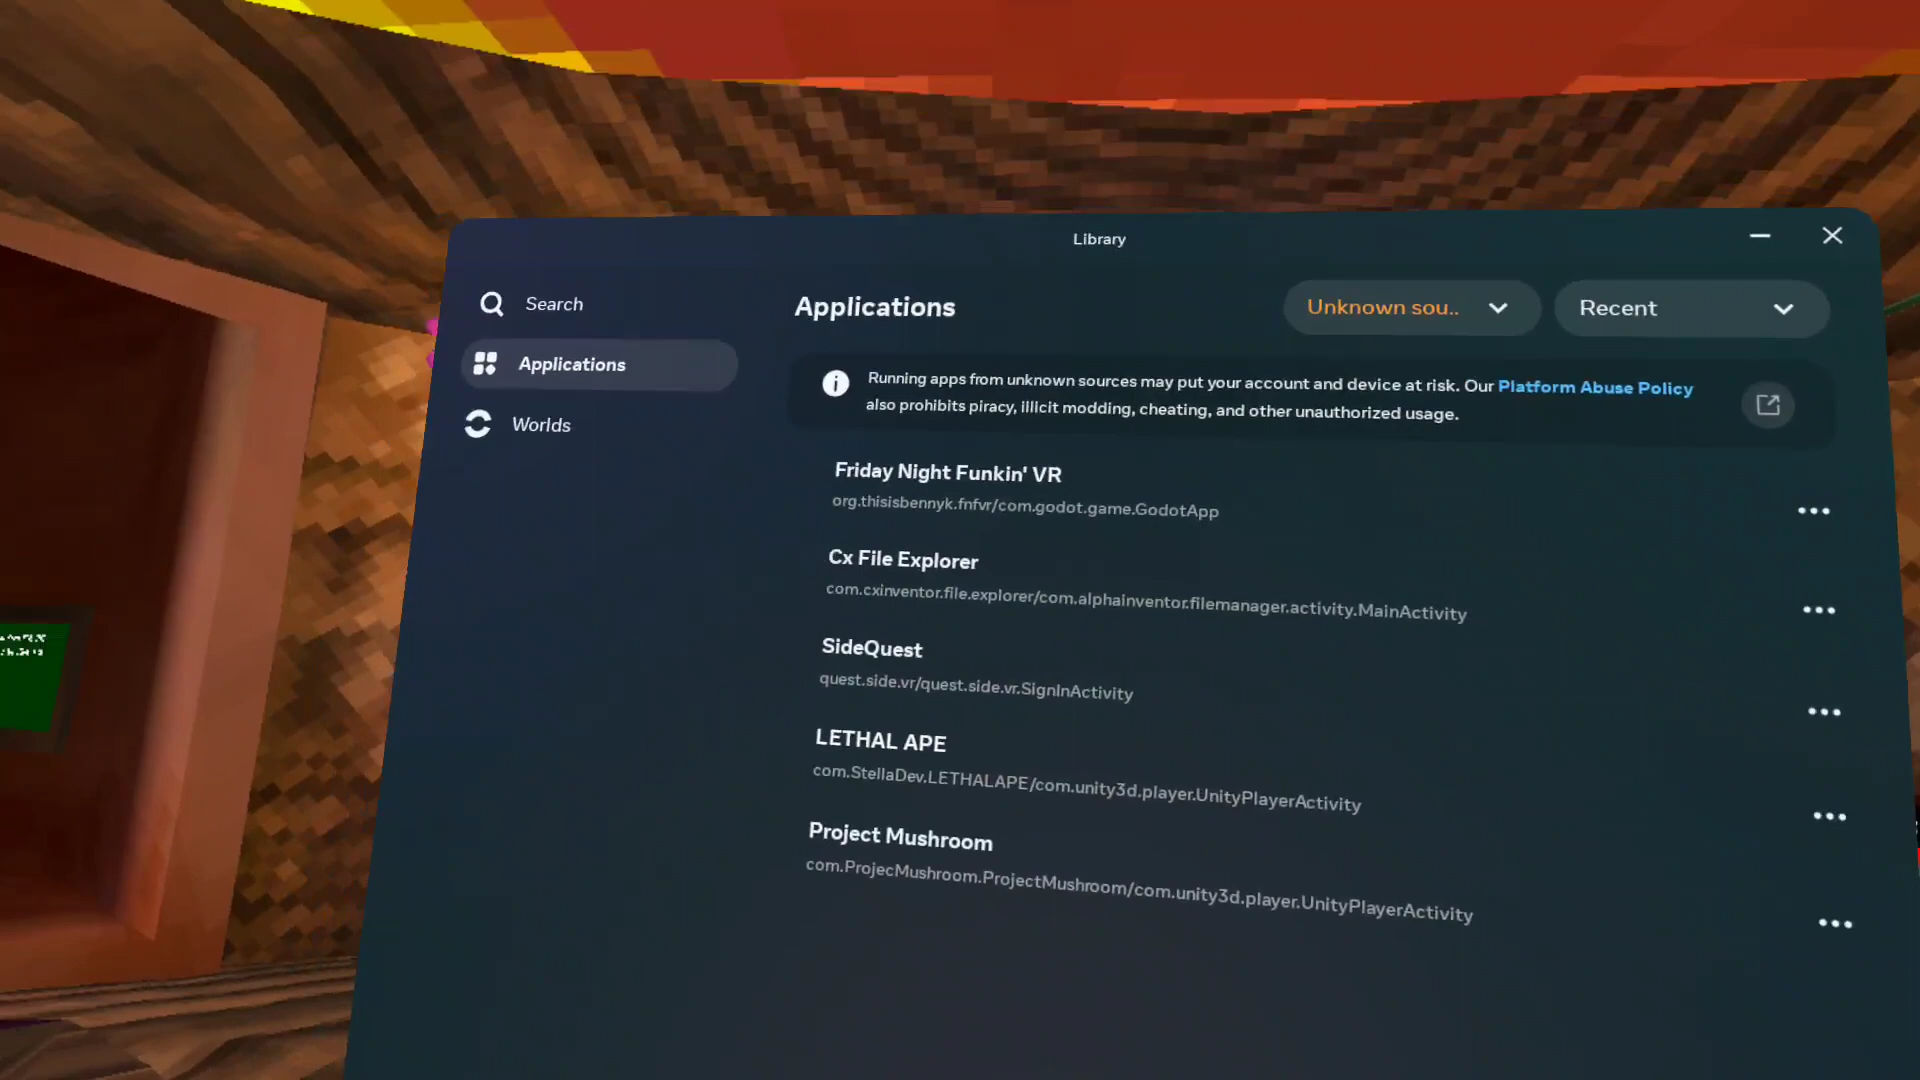 Library
Search
Applications
Worlds
Applications
Unknown sou..
Recent
Running apps from unknown sources may put your account and device at risk. Our Platform Abuse Policy
also prohibits piracy, illicit modding, cheating, and other unauthorized usage.
Friday Night Funkin' VR
org.thisisbennyk.fnfvr/com.godot.game.GodotApp
Cx File Explorer
com.cxinventor.file.explorer/com.alphainventor.filemanager.activity.MainActivity
SideQuest
quest.side.vr/quest.side.vr.SignInActivity
LETHAL APE
com.StellaDev.LETHALAPE/com.unity3d.player.UnityPlayerActivity
Project Mushroom
com.ProjecMushroom.ProjectMushroom/com.unity3d.player.UnityPlayerActivity